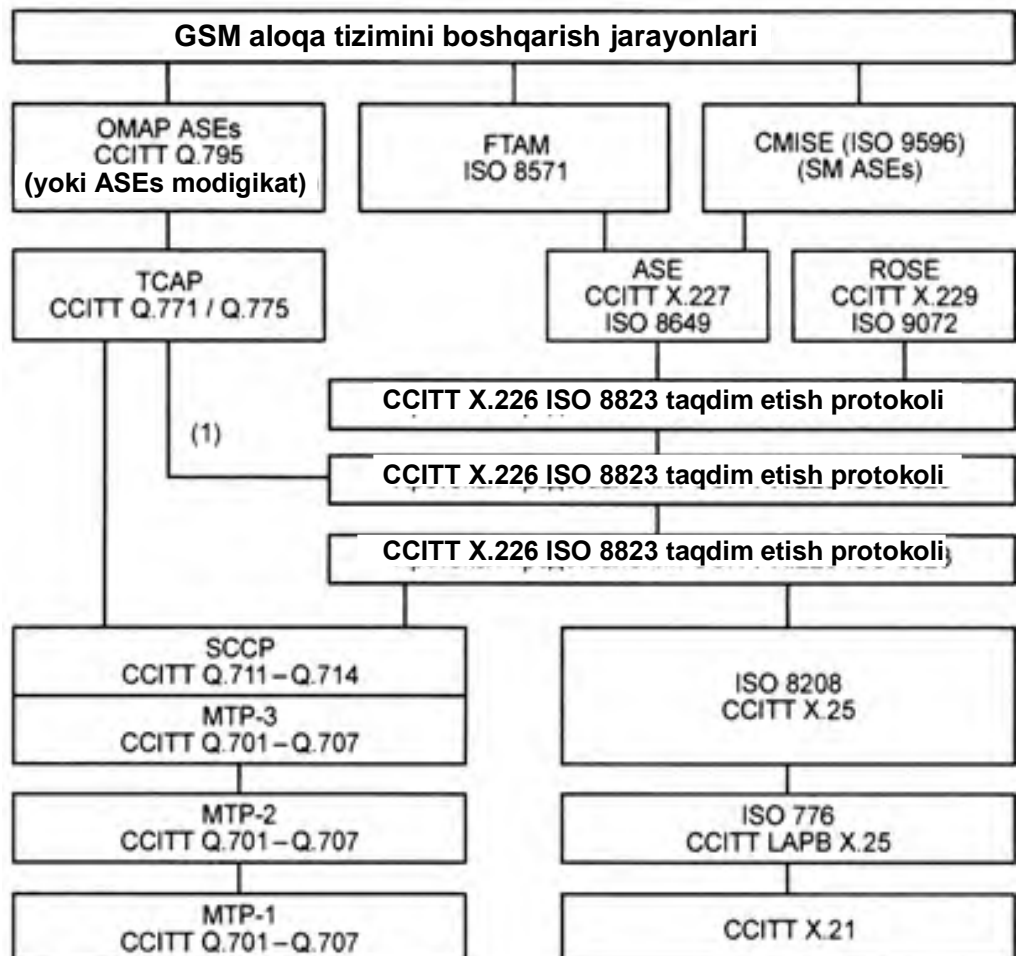 GSM aloqa tizimini boshqarish jarayonlari
OMAP ASEs
CCITT Q.795
(yoki ASEs modigikat)
FTAM
ISO 8571
CMISE (ISO 9596)
(SM ASEs)
TCAP
CCITT Q.771 / Q.775
ASE
CCITT X.227
ISO 8649
ROSE
CCITT X.229
ISO 9072
CCITT X.226 ISO 8823 taqdim etish protokoli
(1)
CCITT X.226 ISO 8823 taqdim etish protokoli
CCITT X.226 ISO 8823 taqdim etish protokoli
SCCP
CCITT Q.711–Q.714
MTP-3
CCITT Q.701–Q.707
ISO 8208
CCITT X.25
MTP-2
CCITT Q.701–Q.707
ISO 776
CCITT LAPB X.25
MTP-1
CCITT Q.701–Q.707
CCITT X.21